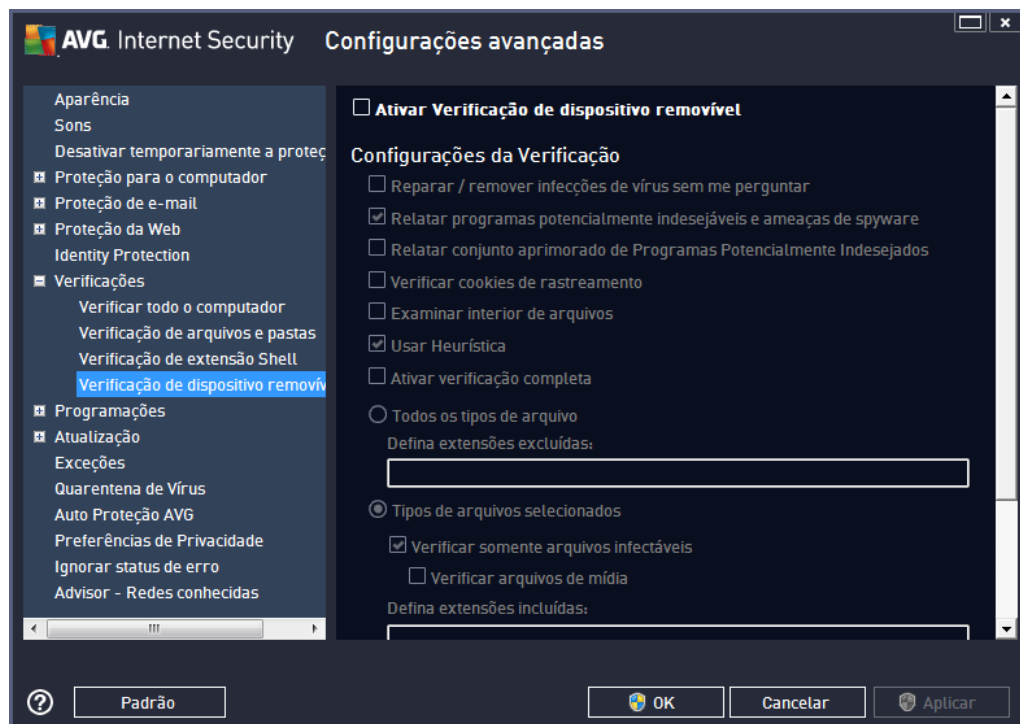 AVG. Internet Security Configurações avançadas
Aparência
Sons
Desativar temporariamente a proteç
Proteção para o computador
Proteção de e-mail
Proteção da Web
Identity Protection
Verificações
Verificar todo o computador
Verificação de arquivos e pastas
Verificação de extensão Shell
Verificação de dispositivo removív
Programações
Atualização
Exceções
Quarentena de Vírus
Auto Proteção AVG
Preferências de Privacidade
Ignorar status de erro
Advisor - Redes conhecidas
Ativar Verificação de dispositivo removível
Configurações da Verificação
Reparar / remover infecções de vírus sem me perguntar
Relatar programas potencialmente indesejáveis e ameaças de spyware
Relatar conjunto aprimorado de Programas Potencialmente Indesejados
Verificar cookies de rastreamento
Examinar interior de arquivos
Usar Heurística
Ativar verificação completa
Todos os tipos de arquivo
Defina extensões excluídas:
Tipos de arquivos selecionados
Verificar somente arquivos infectáveis
Verificar arquivos de mídia
Defina extensões incluídas:
Padrão
OK
Cancelar
Aplicar